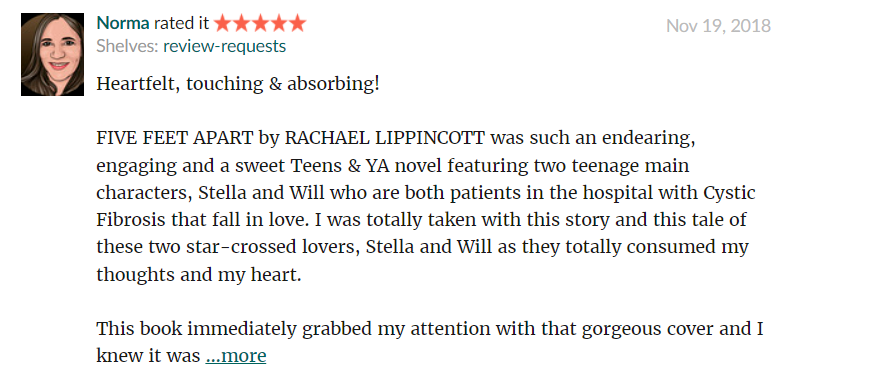 Norma rated it
Nov 19, 2018
Shelves: review-requests
Heartfelt, touching & absorbing!
FIVE FEET APART by RACHAEL LIPPINCOTT was such an endearing,
engaging and a sweet Teens & YA novel featuring two teenage main
characters, Stella and Will who are both patients in the hospital with Cystic
Fibrosis that fall in love. I was totally taken with this story and this tale of
these two star-crossed lovers, Stella and Will as they totally consumed my
thoughts and my heart.
This book immediately grabbed my attention with that gorgeous cover and I
knew it was ...more